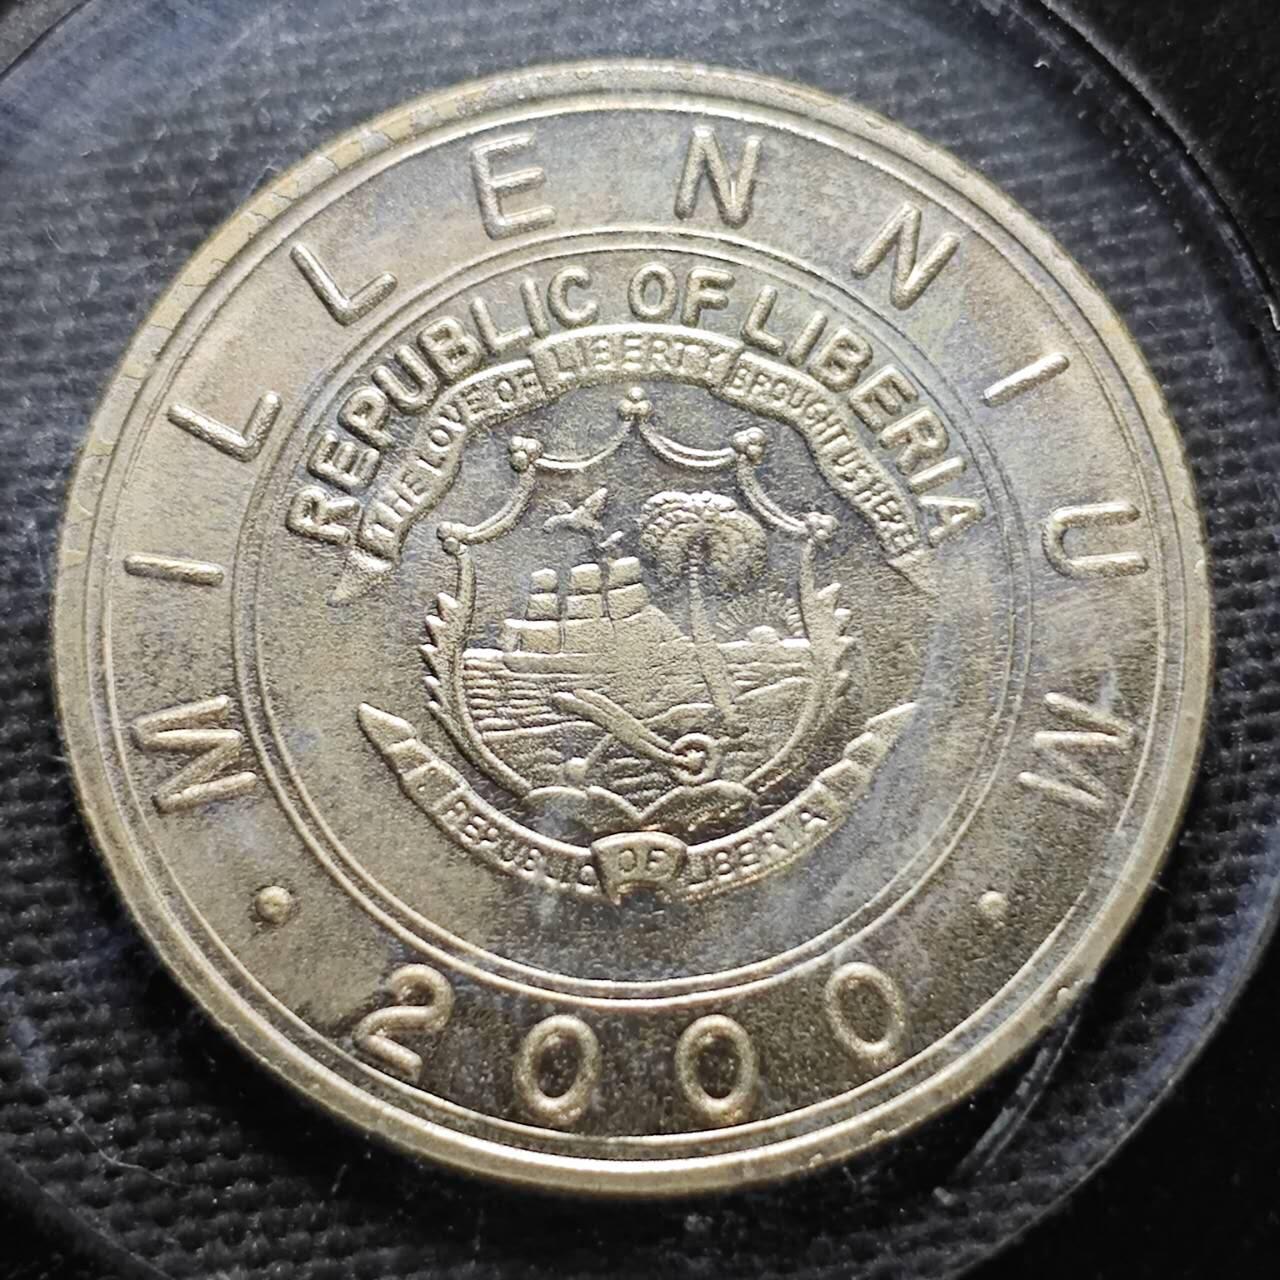 MILLENNIUM
REPUBLIC OF LIBERIA
THE LOVE OF LIBERTY BROUGHT US HERE
REPUBLIC OF LIBERIA
• 2000 •